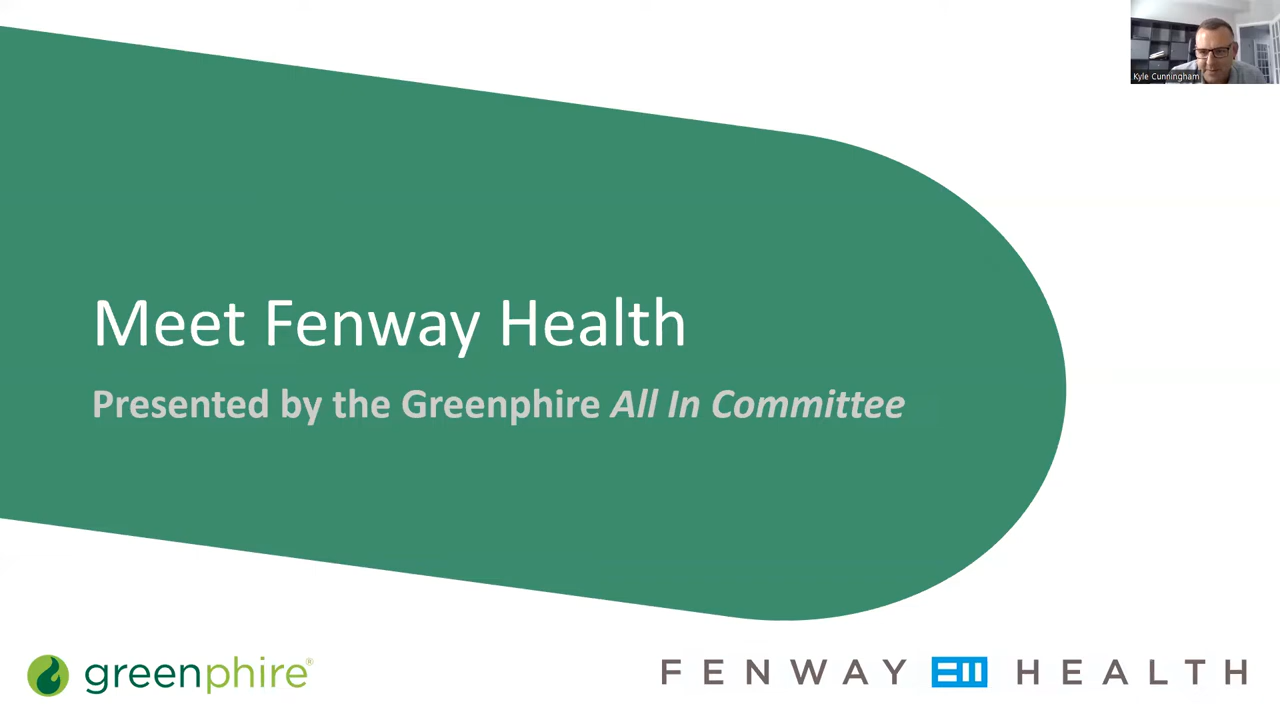 Kyle Cunningham
Meet Fenway Health
Presented by the Greenphire All In Committee
greenphire®
FENWAY HEALTH